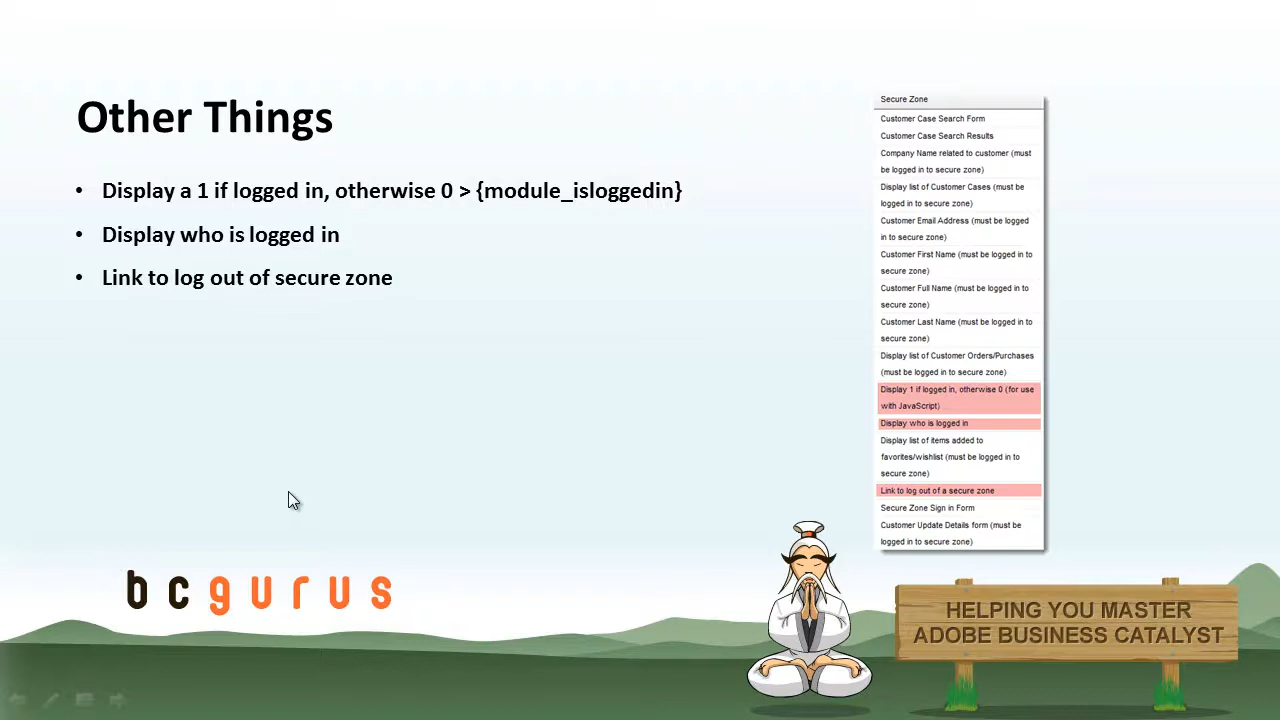 Other Things
• Display a 1 if logged in, otherwise 0 > {module_isloggedin}
• Display who is logged in
• Link to log out of secure zone
Secure Zone
Customer Case Search Form
Customer Case Search Results
Company Name related to customer (must
be logged in to secure zone)
Display list of Customer Cases (must be
logged in to secure zone)
Customer Email Address (must be logged
in to secure zone)
Customer First Name (must be logged in to
secure zone)
Customer Full Name (must be logged in to
secure zone)
Customer Last Name (must be logged in to
secure zone)
Display list of Customer Orders/Purchases
(must be logged in to secure zone)
Display 1 if logged in, otherwise 0 (for use
with JavaScript)
Display who is logged in
Display list of items added to
favorites/wishlist (must be logged in to
secure zone)
Link to log out of a secure zone
Secure Zone Sign in Form
Customer Update Details form (must be
logged in to secure zone)
bcgurus
HELPING YOU MASTER
ADOBE BUSINESS CATALYST